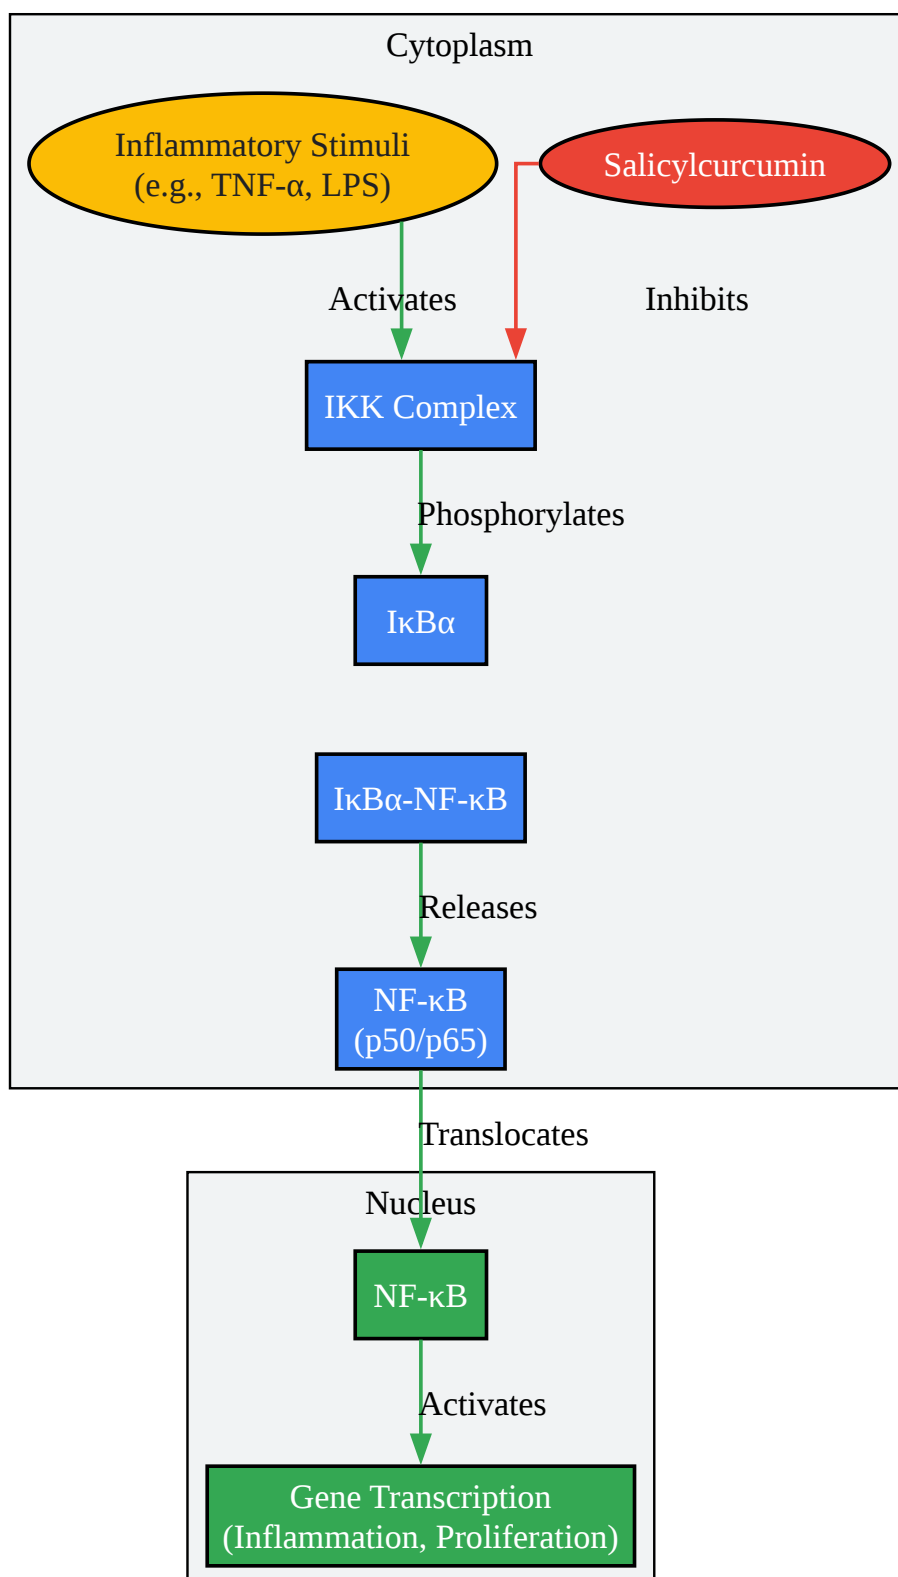 Cytoplasm
Inflammatory Stimuli
(e.g., TNF-α, LPS)
Salicylcurcumin
Activates
Inhibits
IKK Complex
Phosphorylates
IκBα
IκBα-NF-κB
Releases
NF-κB
(p50/p65)
Translocates
Nucleus
NF-κB
Activates
Gene Transcription
(Inflammation, Proliferation)